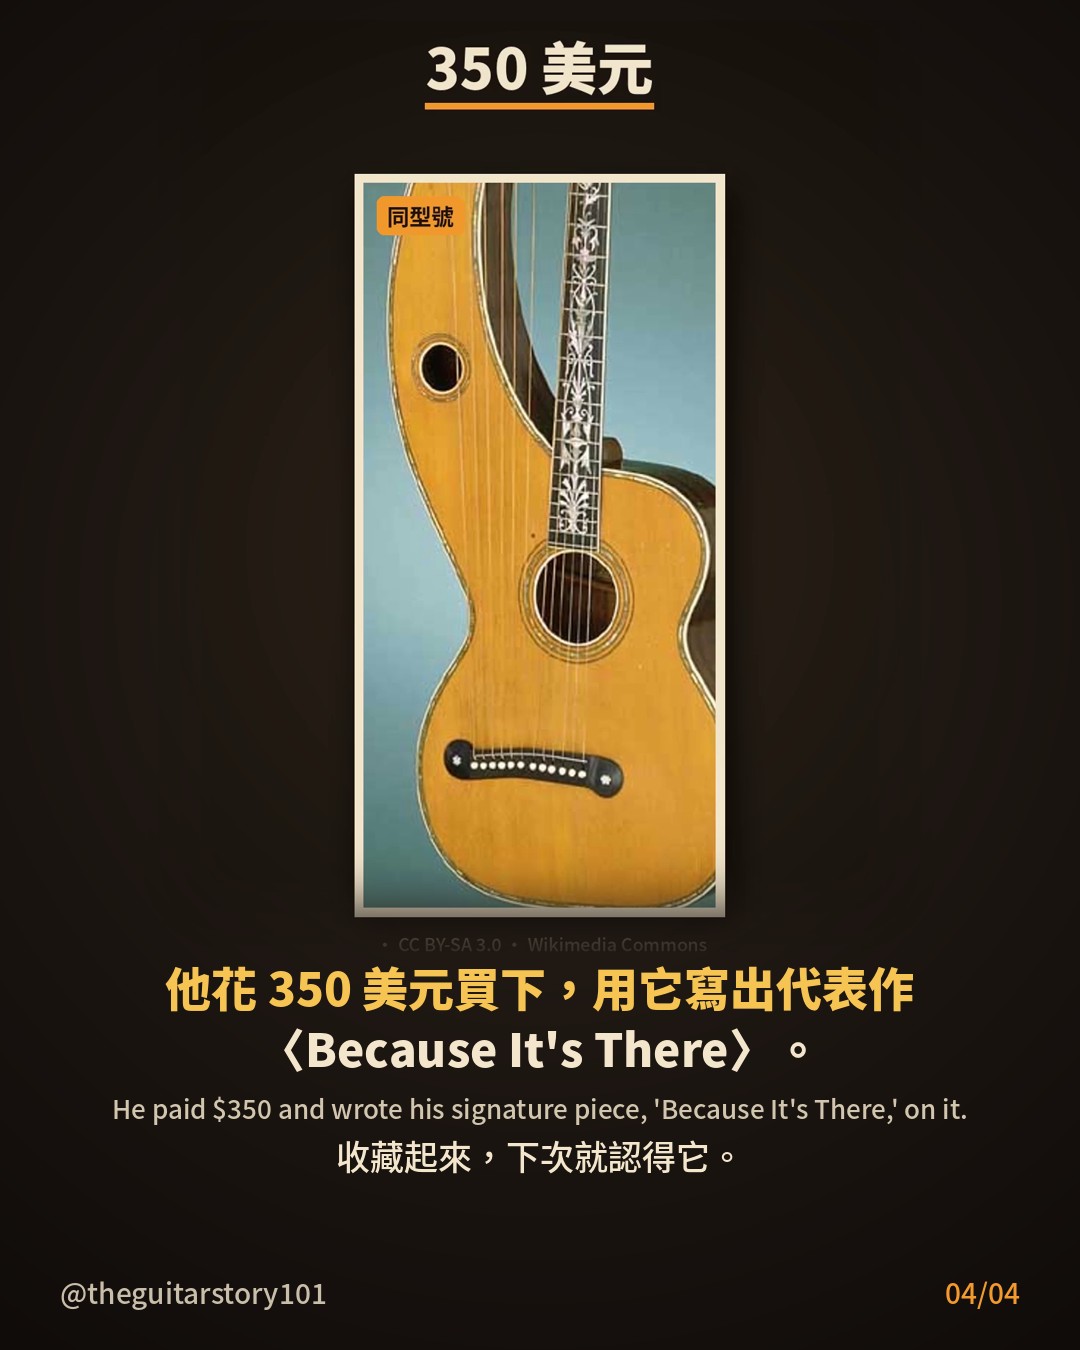 350 美元
同型號
• CC BY-SA 3.0 • Wikimedia Commons
他花 350 美元買下，用它寫出代表作
〈Because It's There〉。
He paid $350 and wrote his signature piece, 'Because It's There,' on it.
收藏起來，下次就認得它。
@theguitarstory101
04/04